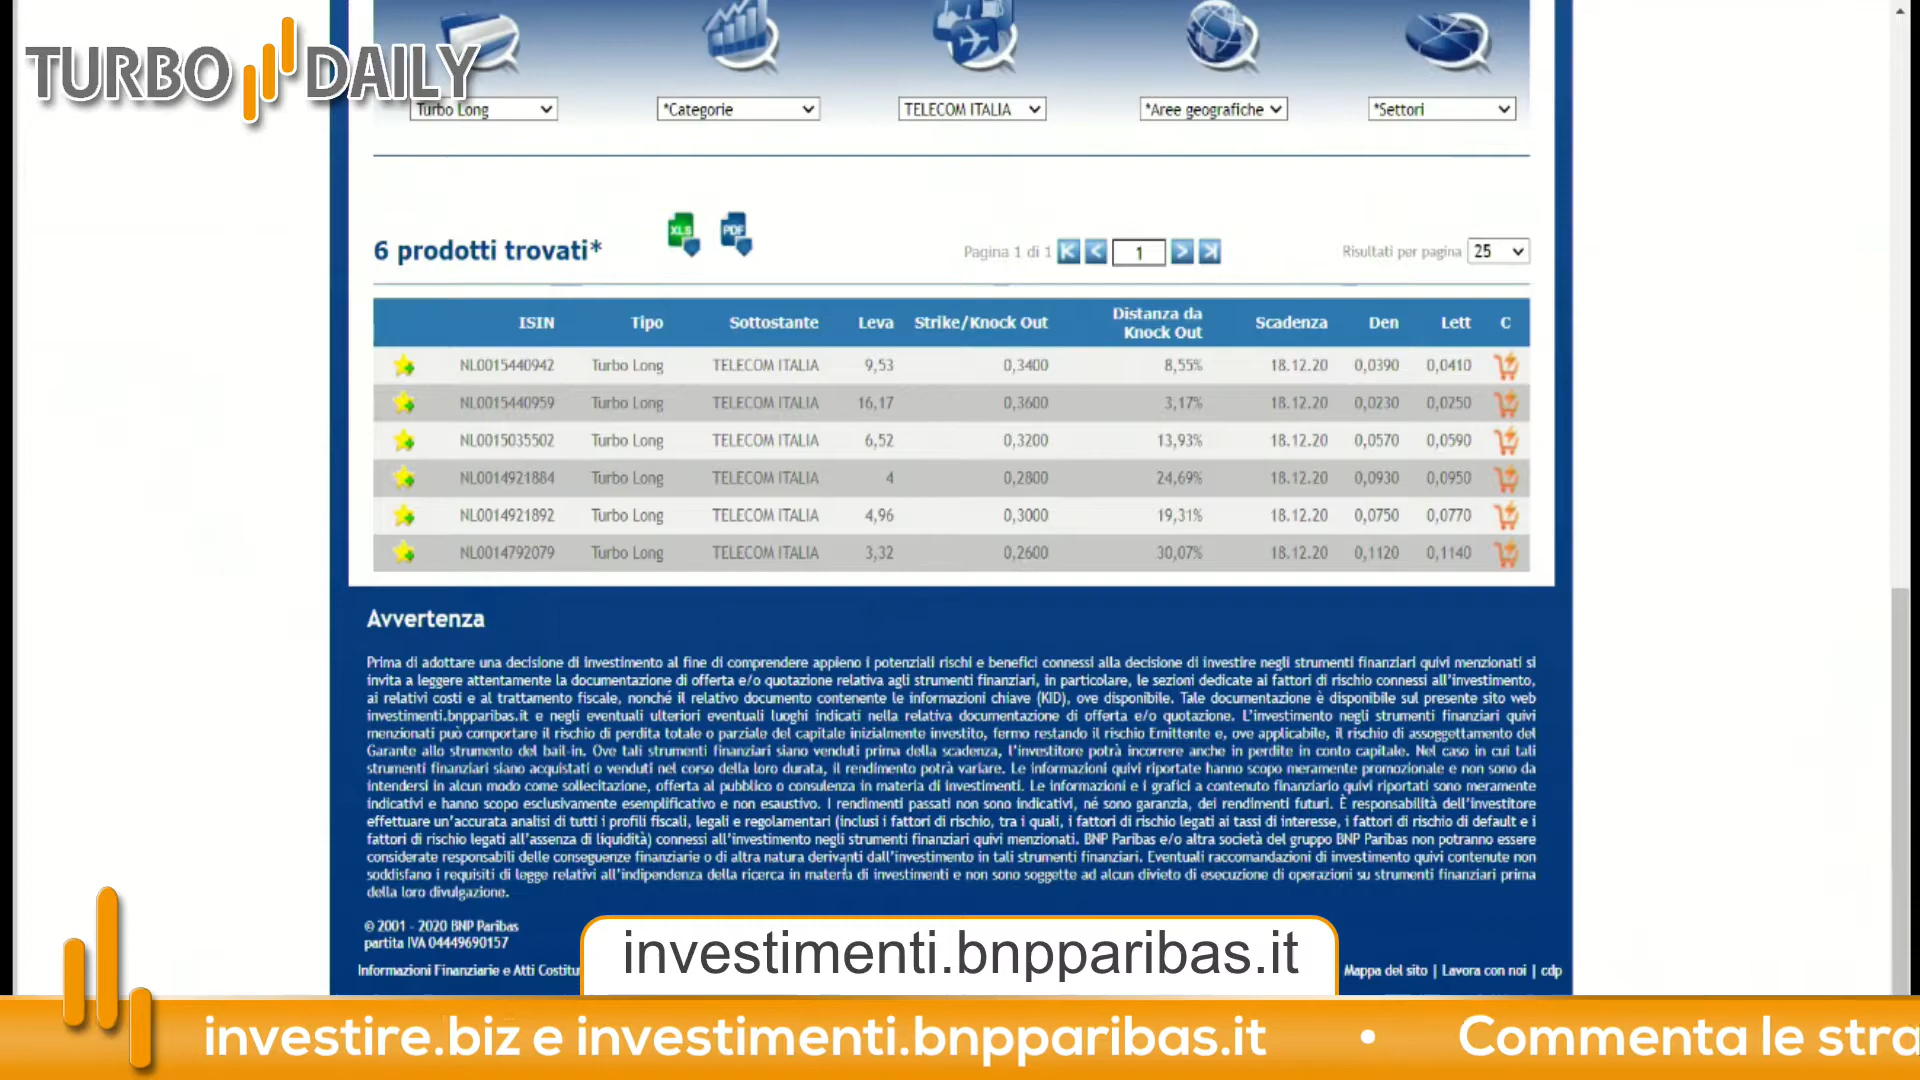 TURBO DAILY
Turbo Long
*Categorie
TELECOM ITALIA
*Aree geografiche
*Settori
6 prodotti trovati*
XLS
PDF
Pagina 1 di 1
1
Risultati per pagina
25
ISIN Tipo Sottostante Leva Strike/Knock Out Distanza da Knock Out Scadenza Den Lett C
NL0015440942 Turbo Long TELECOM ITALIA 9,53 0,3400 8,55% 18.12.20 0,0390 0,0410
NL0015440959 Turbo Long TELECOM ITALIA 16,17 0,3600 3,17% 18.12.20 0,0230 0,0250
NL0015035502 Turbo Long TELECOM ITALIA 6,52 0,3200 13,93% 18.12.20 0,0570 0,0590
NL0014921884 Turbo Long TELECOM ITALIA 4 0,2800 24,69% 18.12.20 0,0930 0,0950
NL0014921892 Turbo Long TELECOM ITALIA 4,96 0,3000 19,31% 18.12.20 0,0750 0,0770
NL0014792079 Turbo Long TELECOM ITALIA 3,32 0,2600 30,07% 18.12.20 0,1120 0,1140
Avvertenza
Prima di adottare una decisione di investimento al fine di comprendere appieno i potenziali rischi e benefici connessi alla decisione di investire negli strumenti finanziari quivi menzionati si
invita a leggere attentamente la documentazione di offerta e/o quotazione relativa agli strumenti finanziari, in particolare, le sezioni dedicate ai fattori di rischio connessi all'investimento,
ai relativi costi e al trattamento fiscale, nonché il relativo documento contenente le informazioni chiave (KID), ove disponibile. Tale documentazione è disponibile sul presente sito web
investimenti.bnpparibas.it e negli eventuali ulteriori eventuali luoghi indicati nella relativa documentazione di offerta e/o quotazione. L'investimento negli strumenti finanziari quivi
menzionati può comportare il rischio di perdita totale o parziale del capitale inizialmente investito, fermo restando il rischio Emittente e, ove applicabile, il rischio di assoggettamento del
Garante allo strumento del bail-in. Ove tali strumenti finanziari siano venduti prima della scadenza, l'investitore potrà incorrere anche in perdite in conto capitale. Nel caso in cui tali
strumenti finanziari siano acquistati o venduti nel corso della loro durata, il rendimento potrà variare. Le informazioni quivi riportate hanno scopo meramente promozionale e non sono da
intendersi in alcun modo come sollecitazione, offerta al pubblico o consulenza in materia di investimenti. Le informazioni e i grafici a contenuto finanziario quivi riportati sono meramente
indicativi e hanno scopo esclusivamente esemplificativo e non esaustivo. I rendimenti passati non sono indicativi, né sono garanzia, dei rendimenti futuri. È responsabilità dell'investitore
effettuare un'accurata analisi di tutti i profili fiscali, legali e regolamentari (inclusi i fattori di rischio, tra i quali, i fattori di rischio legati ai tassi di interesse, i fattori di rischio di default e i
fattori di rischio legati all'assenza di liquidità) connessi all'investimento negli strumenti finanziari quivi menzionati. BNP Paribas e/o altra società del gruppo BNP Paribas non potranno essere
considerate responsabili delle conseguenze finanziarie o di altra natura derivanti dall'investimento in tali strumenti finanziari. Eventuali raccomandazioni di investimento quivi contenute non
soddisfano i requisiti di legge relativi all'indipendenza della ricerca in materia di investimenti e non sono soggette ad alcun divieto di esecuzione di operazioni su strumenti finanziari prima
della loro divulgazione.
© 2001 - 2020 BNP Paribas
partita IVA 04449690157
Informazioni Finanziarie e Atti Costitu
Mappa del sito | Lavora con noi | cdp
investimenti.bnpparibas.it
investire.biz e investimenti.bnpparibas.it • Commenta le stra